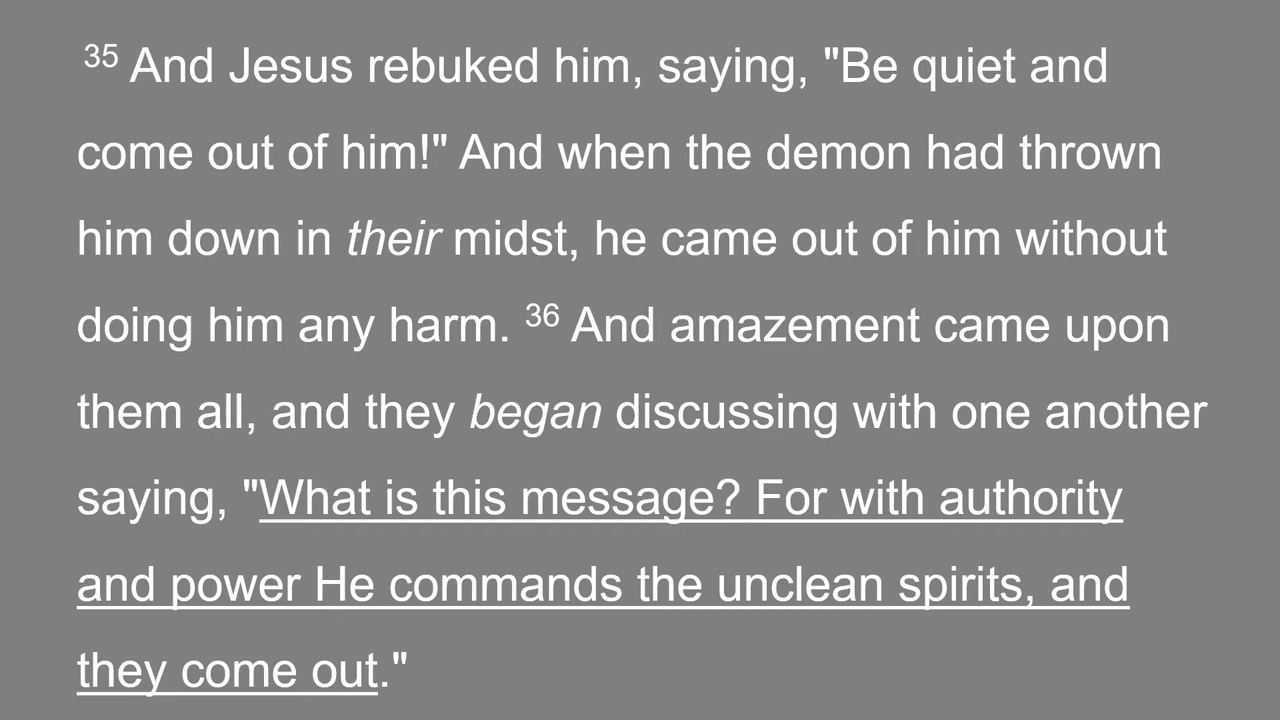 35 And Jesus rebuked him, saying, "Be quiet and
come out of him!" And when the demon had thrown
him down in their midst, he came out of him without
doing him any harm. 36 And amazement came upon
them all, and they began discussing with one another
saying, "What is this message? For with authority
and power He commands the unclean spirits, and
they come out."